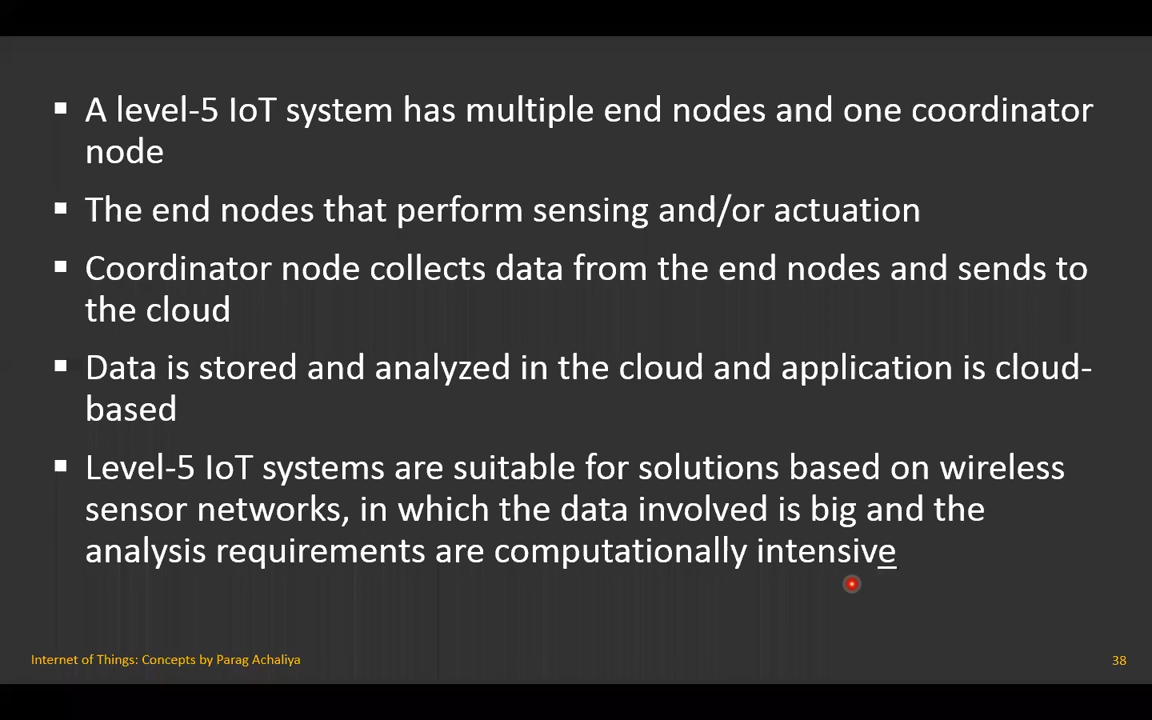 ▪ A level-5 IoT system has multiple end nodes and one coordinator
node
▪ The end nodes that perform sensing and/or actuation
▪ Coordinator node collects data from the end nodes and sends to
the cloud
▪ Data is stored and analyzed in the cloud and application is cloud-
based
▪ Level-5 IoT systems are suitable for solutions based on wireless
sensor networks, in which the data involved is big and the
analysis requirements are computationally intensive
Internet of Things: Concepts by Parag Achaliya
38